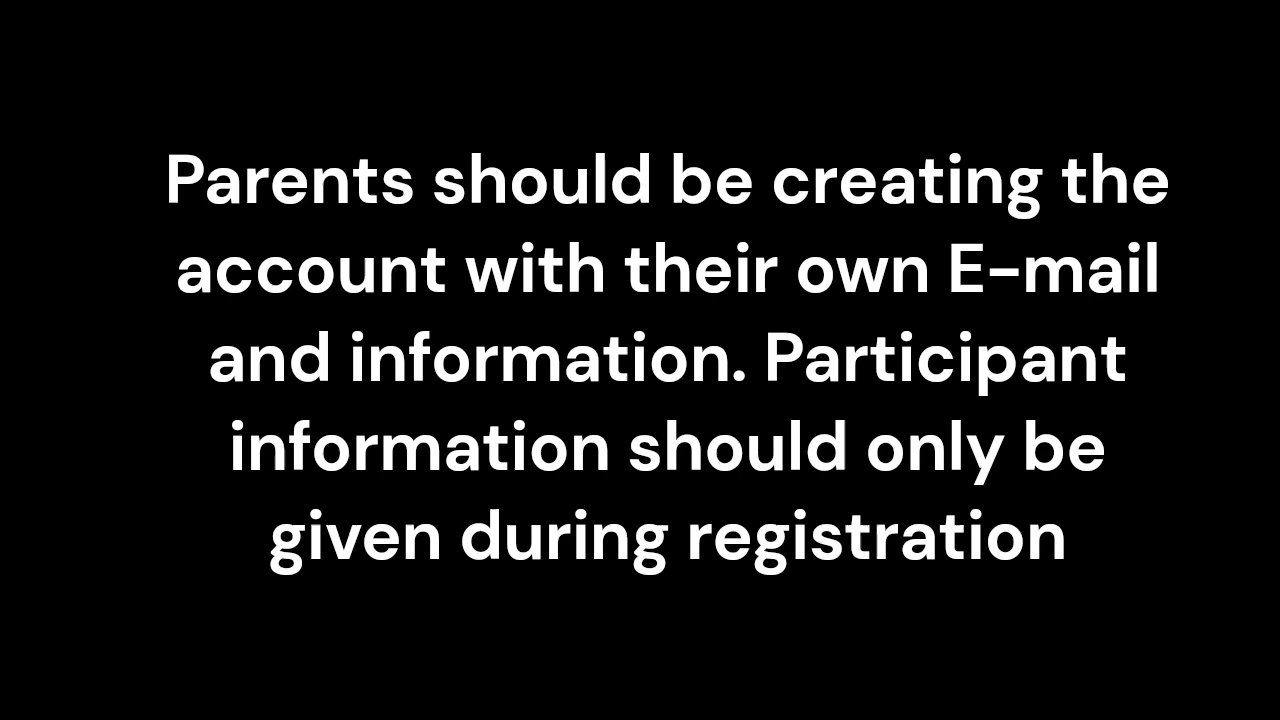 Parents should be creating the
account with their own E-mail
and information. Participant
information should only be
given during registration